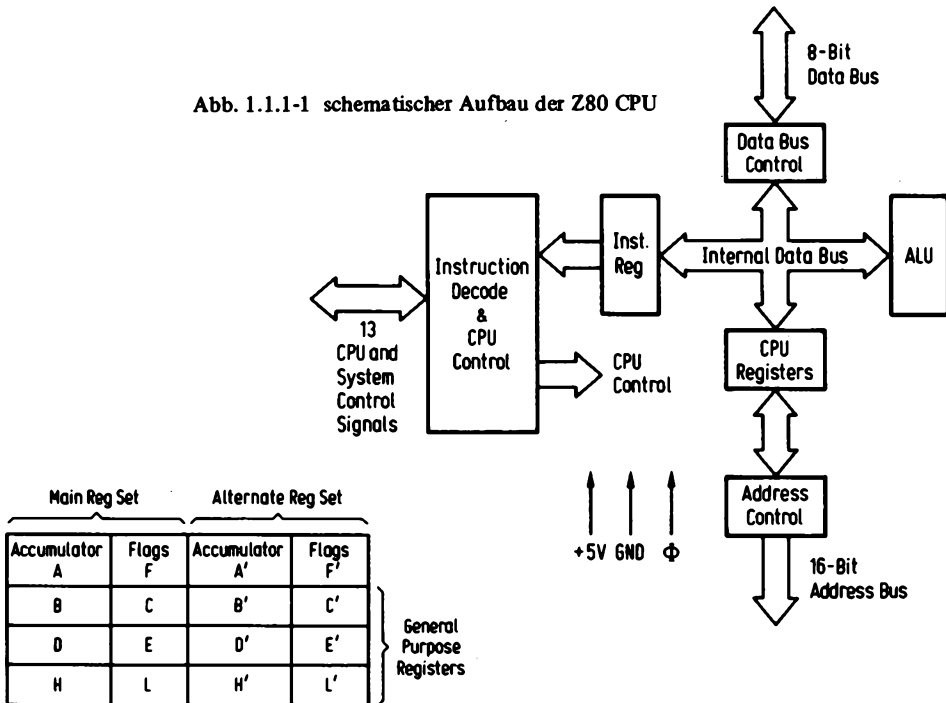 8-Bit
Data Bus
Abb. 1.1.1-1 schematischer Aufbau der Z80 CPU
Data Bus
Control
Instruction
Decode
&
CPU
Control
Inst.
Reg
Internal Data Bus
ALU
13
CPU and
System
Control
Signals
CPU
Control
CPU
Registers
Address
Control
+5V GND Φ
16-Bit
Address Bus
Main Reg Set Alternate Reg Set
Accumulator Flags Accumulator Flags
A F A' F'
B C B' C'
D E D' E'
H L H' L'
General
Purpose
Registers